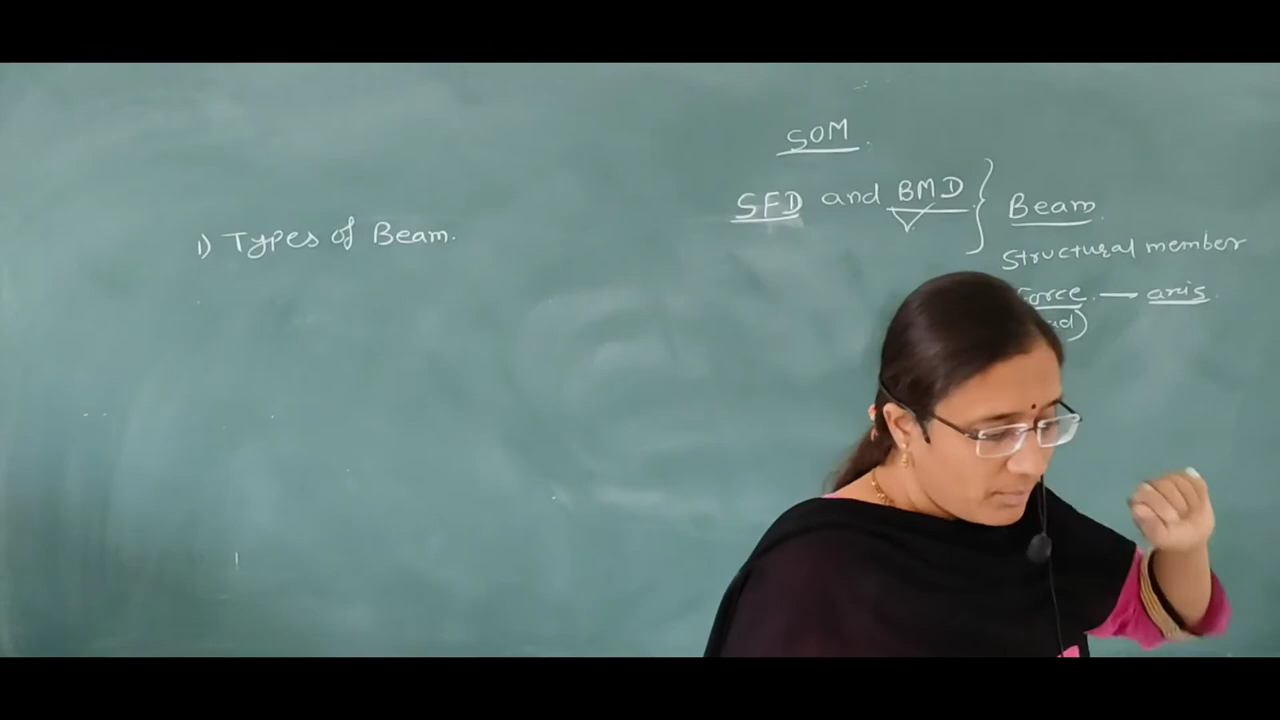 SOM.
SFD and BMD } Beam.
Structural member
Force. — axis.
1) Types of Beam.